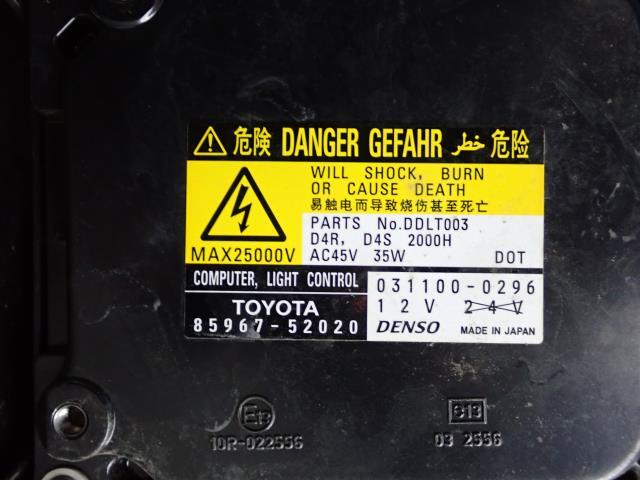 危険 DANGER GEFAHR خطر 危险
WILL SHOCK, BURN
OR CAUSE DEATH
易触电而导致烧伤甚至死亡
MAX25000V
PARTS No.DDLT003
D4R, D4S 2000H
AC45V 35W DOT
COMPUTER, LIGHT CONTROL
TOYOTA
85967-52020
031100-0296
12V 24V
DENSO MADE IN JAPAN
E13
10R-022556
e13
03 2556